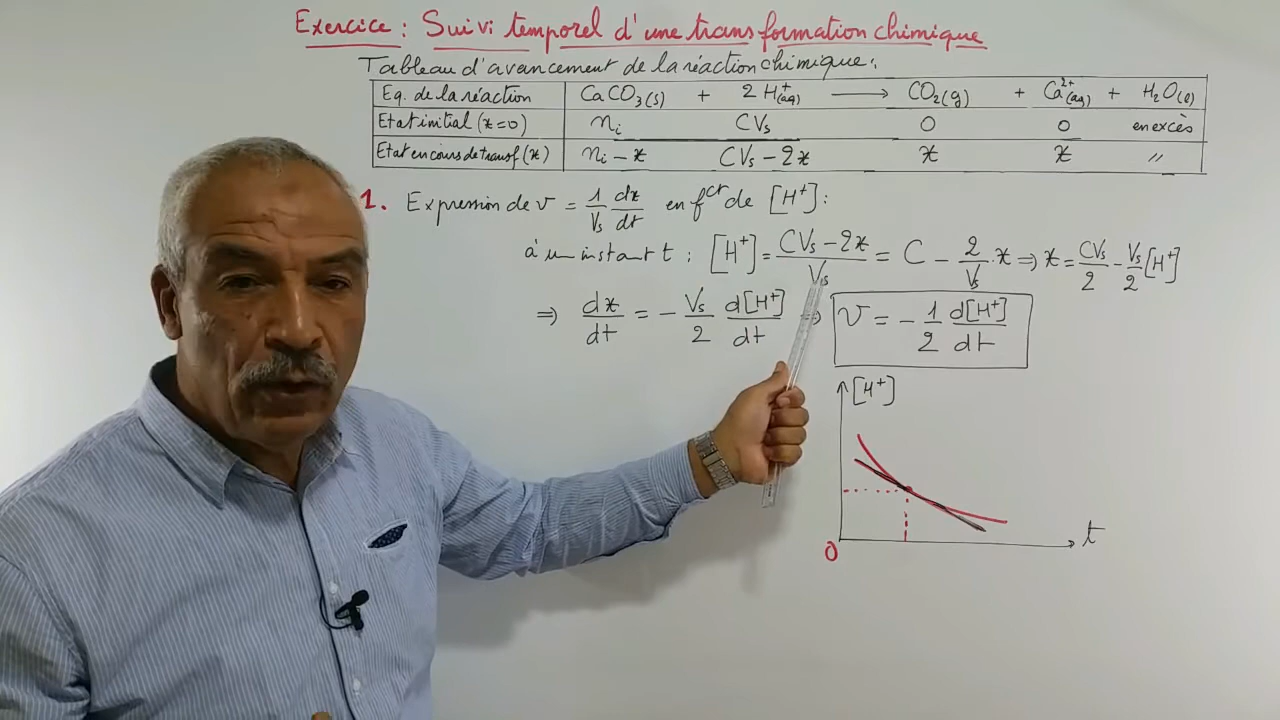 Exercice : Suivi temporel d'une transformation chimique
Tableau d'avancement de la réaction chimique :
Eq. de la réaction CaCO₃(s) + 2 H⁺(aq) ⟶ CO₂(g) + Ca²⁺(aq) + H₂O(l)
Etat initial (x=0) nᵢ CVₛ 0 0 en excès
Etat en cours de transf (x) nᵢ - x CVₛ - 2x x x //
1. Expression de v = 1/Vₛ dx/dt en fᶜᵗ de [H⁺] :
à un instant t : [H⁺] = (CVₛ - 2x)/Vₛ = C - 2/Vₛ . x ⇒ x = CVₛ/2 - Vₛ/2 [H⁺]
⇒ dx/dt = - Vₛ/2 d[H⁺]/dt ⇒ v = - 1/2 d[H⁺]/dt
[H⁺]
t
0